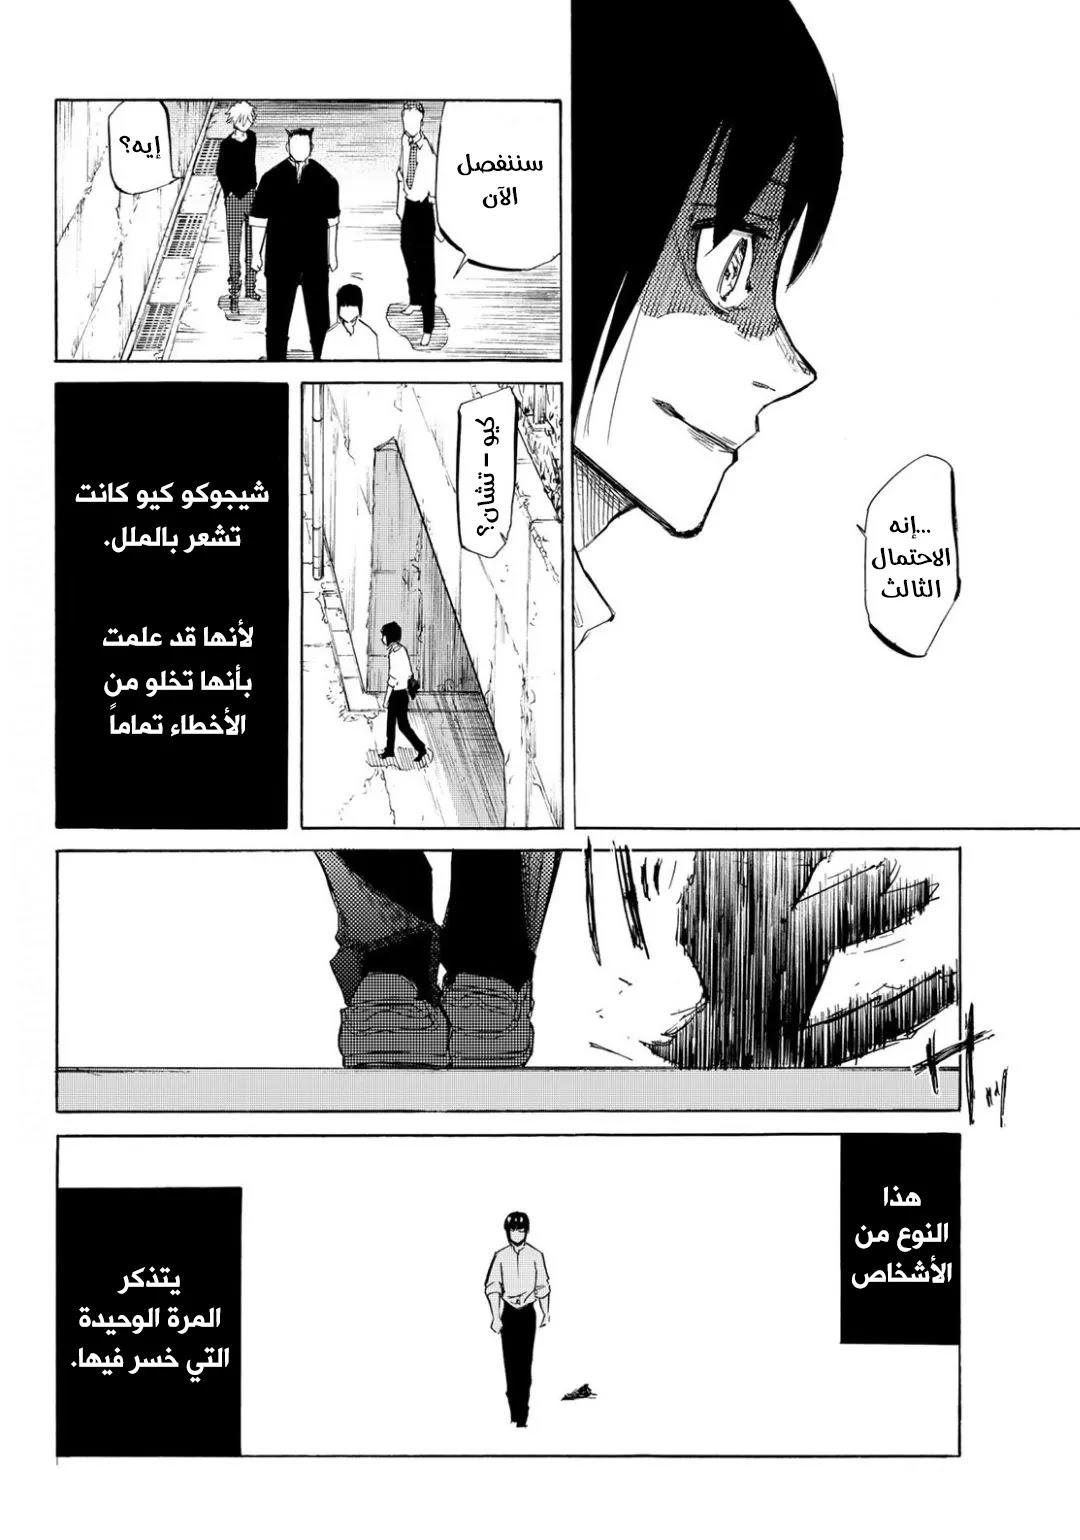 ...إنه
الاحتمال
الثالث
سننفصل
الآن
إيه؟
كيو - تشان؟
شيجوكو كيو كانت
تشعر بالملل.
لأنها قد علمت
بأنها تخلو من
الأخطاء تماماً
هذا
النوع من
الأشخاص
يتذكر
المرة الوحيدة
التي خسر فيها.